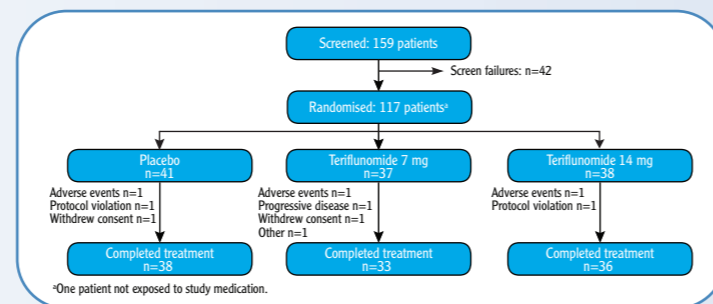 Screened: 159 patients
Screen failures: n=42
Randomised: 117 patientsᵃ
Placebo
n=41
Teriflunomide 7 mg
n=37
Teriflunomide 14 mg
n=38
Adverse events n=1
Protocol violation n=1
Withdrew consent n=1
Adverse events n=1
Progressive disease n=1
Withdrew consent n=1
Other n=1
Adverse events n=1
Protocol violation n=1
Completed treatment
n=38
Completed treatment
n=33
Completed treatment
n=36
ᵃOne patient not exposed to study medication.